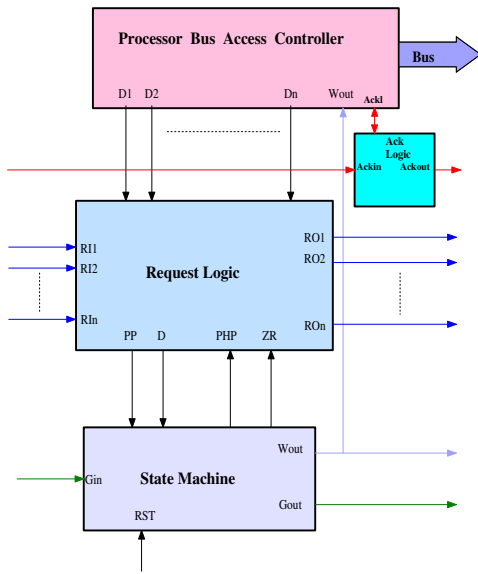 Processor Bus Access Controller
Bus
D1 D2 Dn Wout Ackl
Ack
Logic
Ackin Ackout
RI1
RI2
RIn
Request Logic
RO1
RO2
ROn
PP D PHP ZR
Wout
Gin
State Machine
Gout
RST